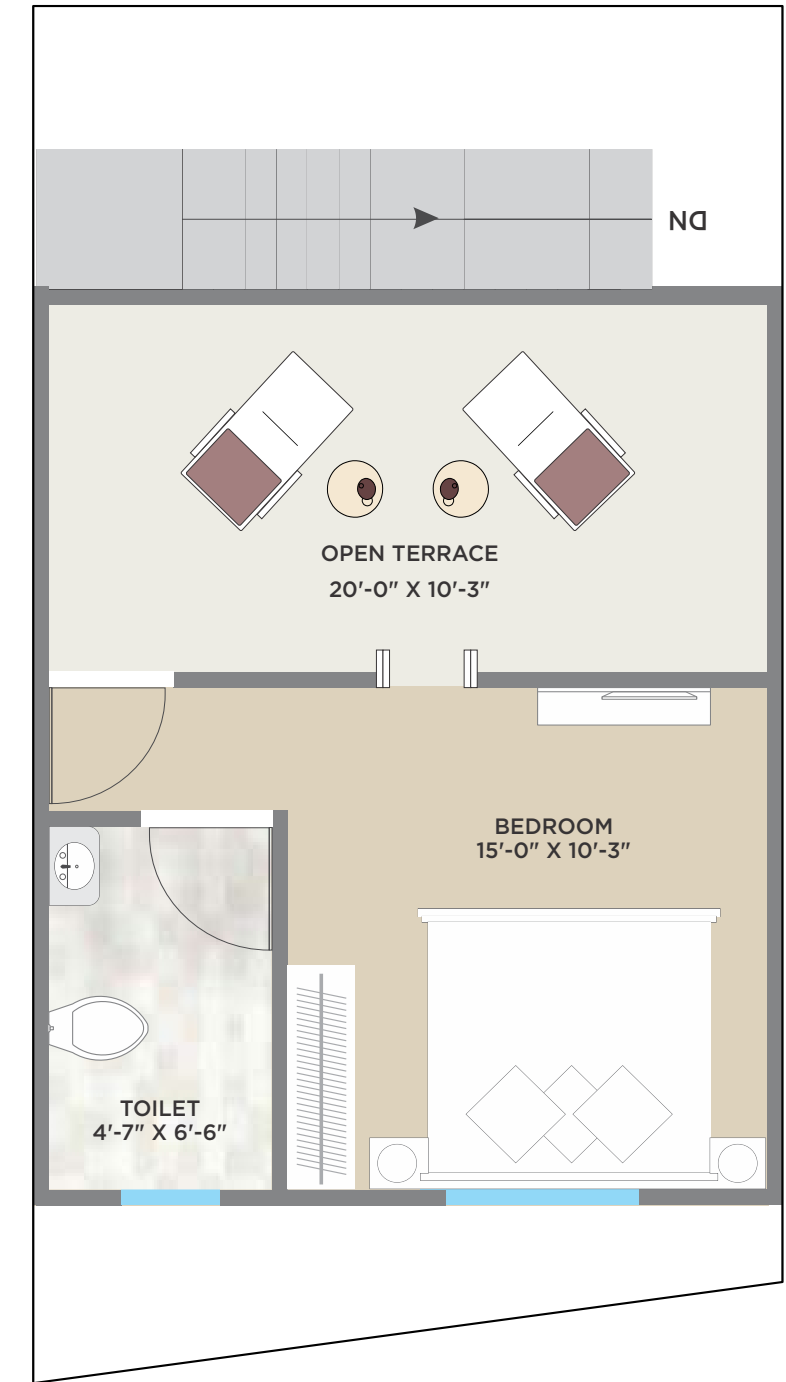 DN
OPEN TERRACE
20'-0" X 10'-3"
BEDROOM
15'-0" X 10'-3"
TOILET
4'-7" X 6'-6"